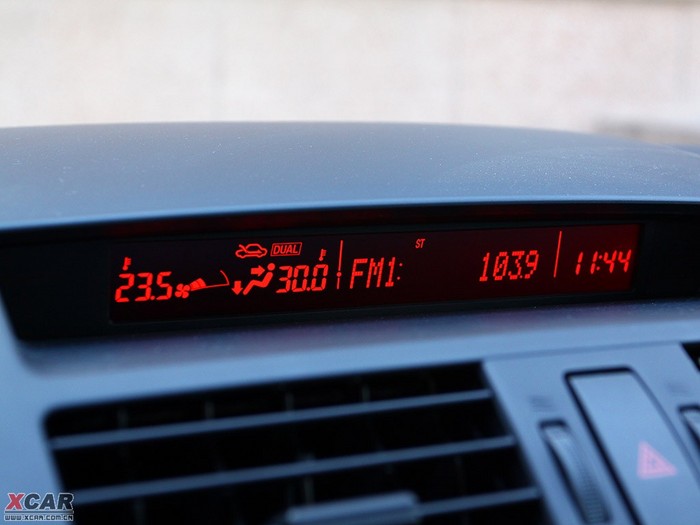 DUAL ST
23.5 30.0 FM1: 103.9 11:44
XCAR
WWW.XCAR.COM.CN